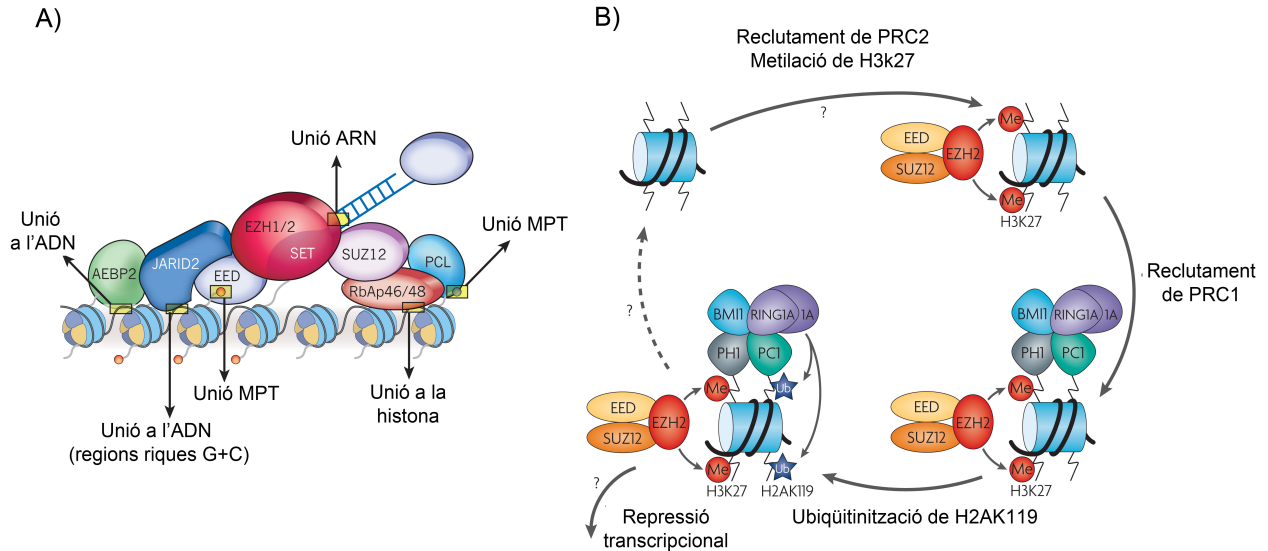 A)
Unió ARN
Unió
a l'ADN
Unió MPT
AEBP2
JARID2
EED
EZH1/2
SET
SUZ12
PCL
RbAp46/48
Unió MPT
Unió a la
histona
Unió a l'ADN
(regions riques G+C)
B)
Reclutament de PRC2
Metilació de H3k27
?
EED
SUZ12
EZH2
Me
Me
H3K27
Reclutament
de PRC1
BMI1
RING1A
1A
PH1
PC1
Me
EED
SUZ12
EZH2
Me
H3K27
Ubiqüitinització de H2AK119
BMI1
RING1A
1A
PH1
PC1
Me
Ub
EED
SUZ12
EZH2
Me
Ub
H3K27
H2AK119
?
?
Repressió
transcripcional